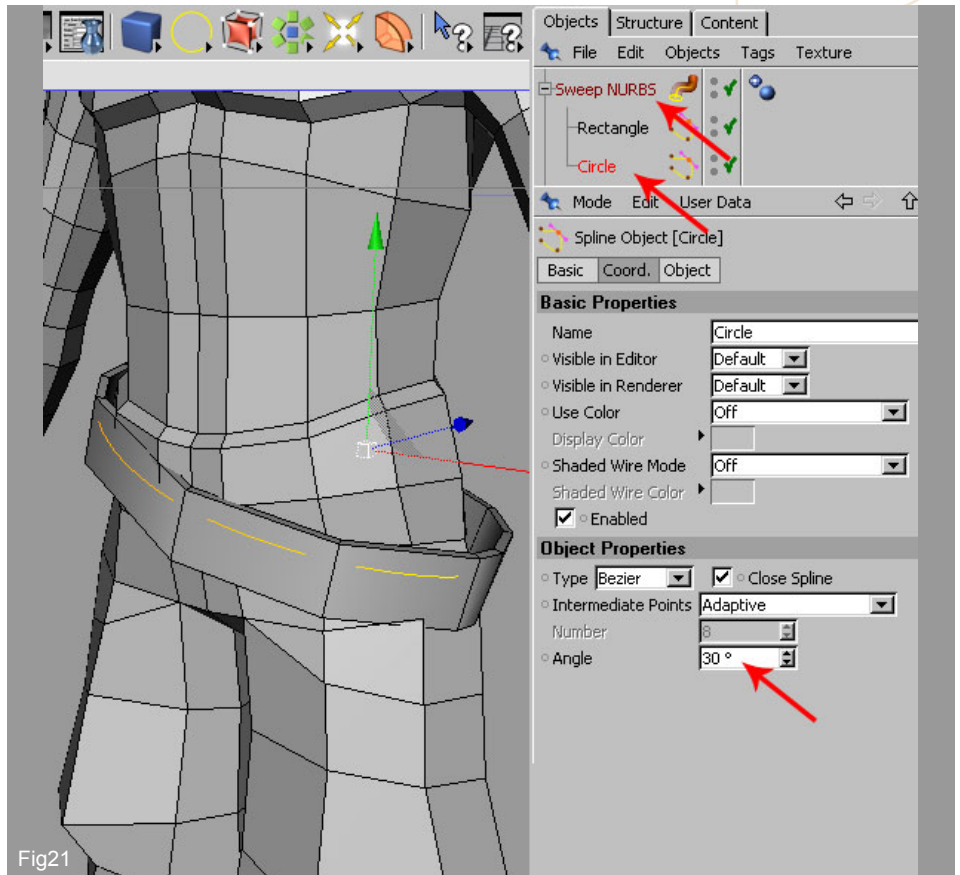 Objects Structure Content
File Edit Objects Tags Texture
Sweep NURBS
Rectangle
Circle
Mode Edit User Data
Spline Object [Circle]
Basic Coord. Object
Basic Properties
Name Circle
Visible in Editor Default
Visible in Renderer Default
Use Color Off
Display Color
Shaded Wire Mode Off
Shaded Wire Color
Enabled
Object Properties
Type Bezier Close Spline
Intermediate Points Adaptive
Number 8
Angle 30 °
Fig21